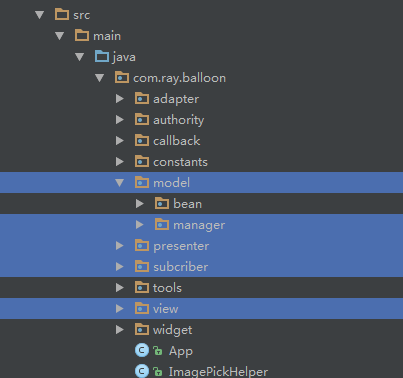 src
main
java
com.ray.balloon
adapter
authority
callback
constants
model
bean
manager
presenter
subcriber
tools
view
widget
App
ImagePickHelper